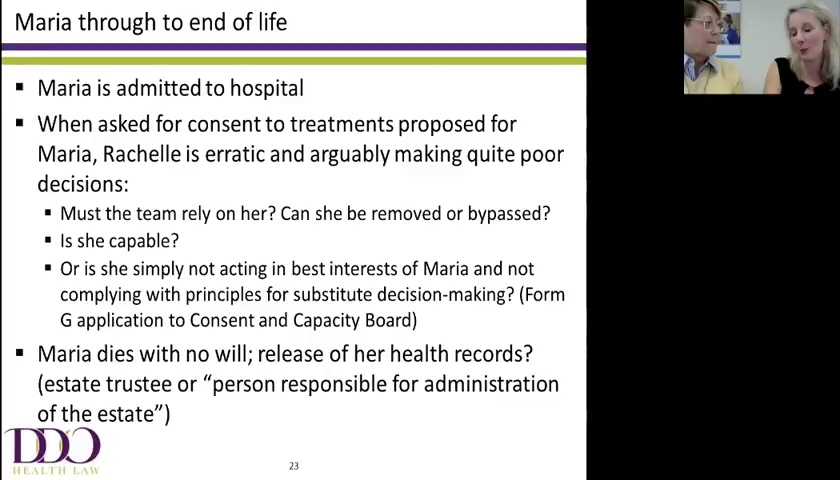 Maria through to end of life
▪ Maria is admitted to hospital
▪ When asked for consent to treatments proposed for
Maria, Rachelle is erratic and arguably making quite poor
decisions:
▪ Must the team rely on her? Can she be removed or bypassed?
▪ Is she capable?
▪ Or is she simply not acting in best interests of Maria and not
complying with principles for substitute decision-making? (Form
G application to Consent and Capacity Board)
▪ Maria dies with no will; release of her health records?
(estate trustee or “person responsible for administration
of the estate”)
DDO
HEALTH LAW
23